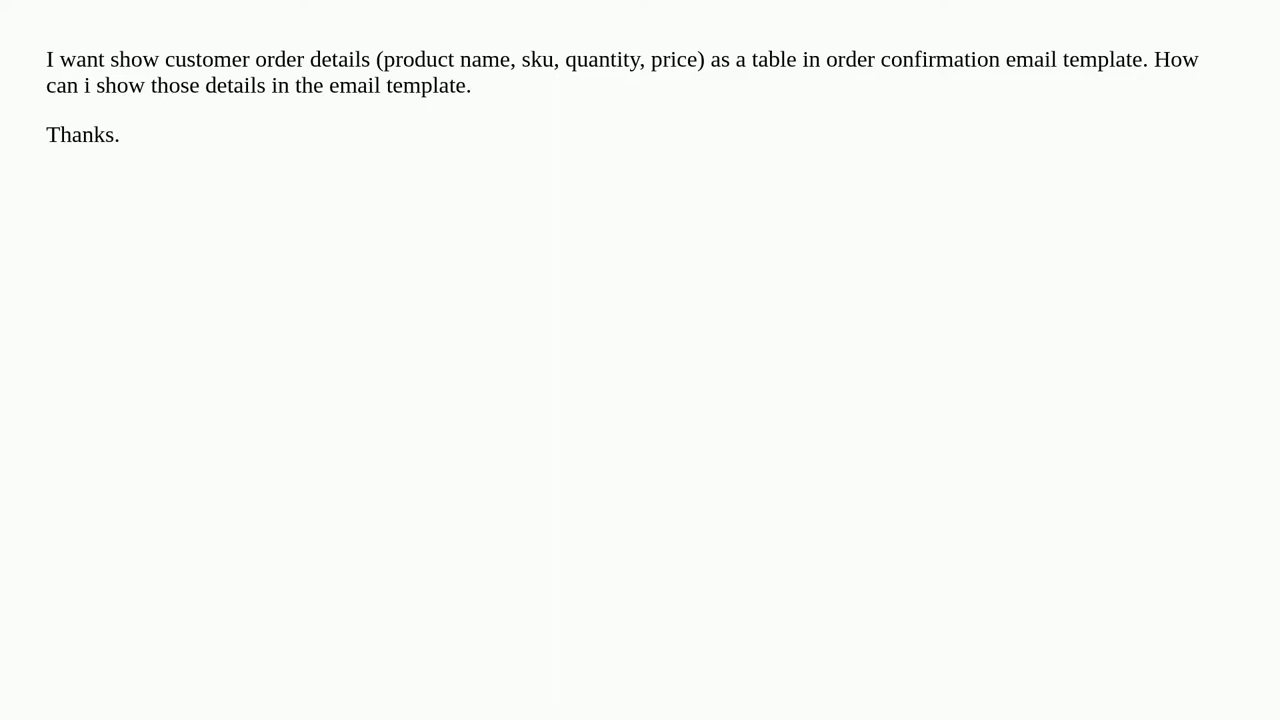 I want show customer order details (product name, sku, quantity, price) as a table in order confirmation email template. How
can i show those details in the email template.
Thanks.